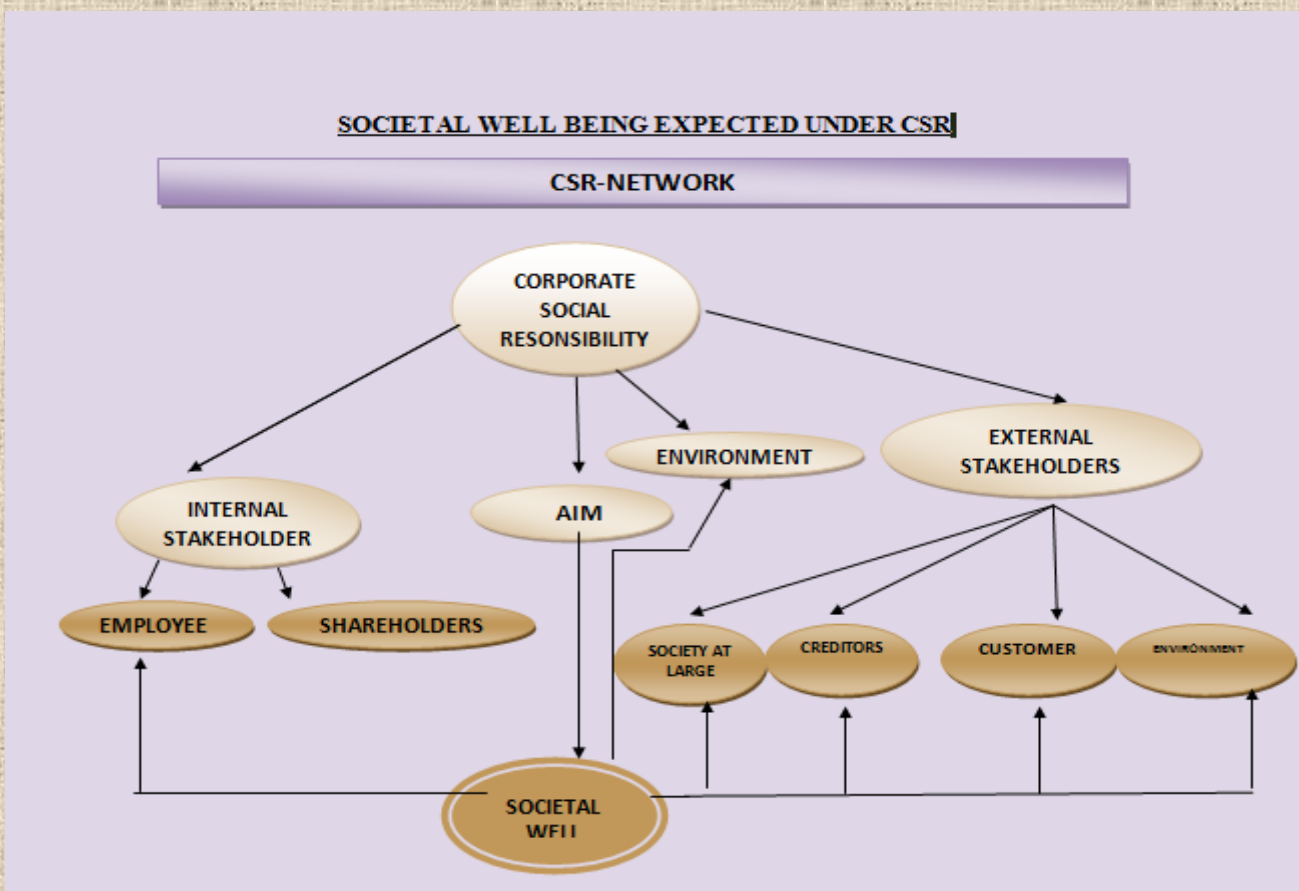 SOCIETAL WELL BEING EXPECTED UNDER CSR
CSR-NETWORK
CORPORATE
SOCIAL
RESONSIBILITY
ENVIRONMENT
EXTERNAL
STAKEHOLDERS
INTERNAL
STAKEHOLDER
AIM
EMPLOYEE
SHAREHOLDERS
SOCIETY AT
LARGE
CREDITORS
CUSTOMER
ENVIRONMENT
SOCIETAL
WELL